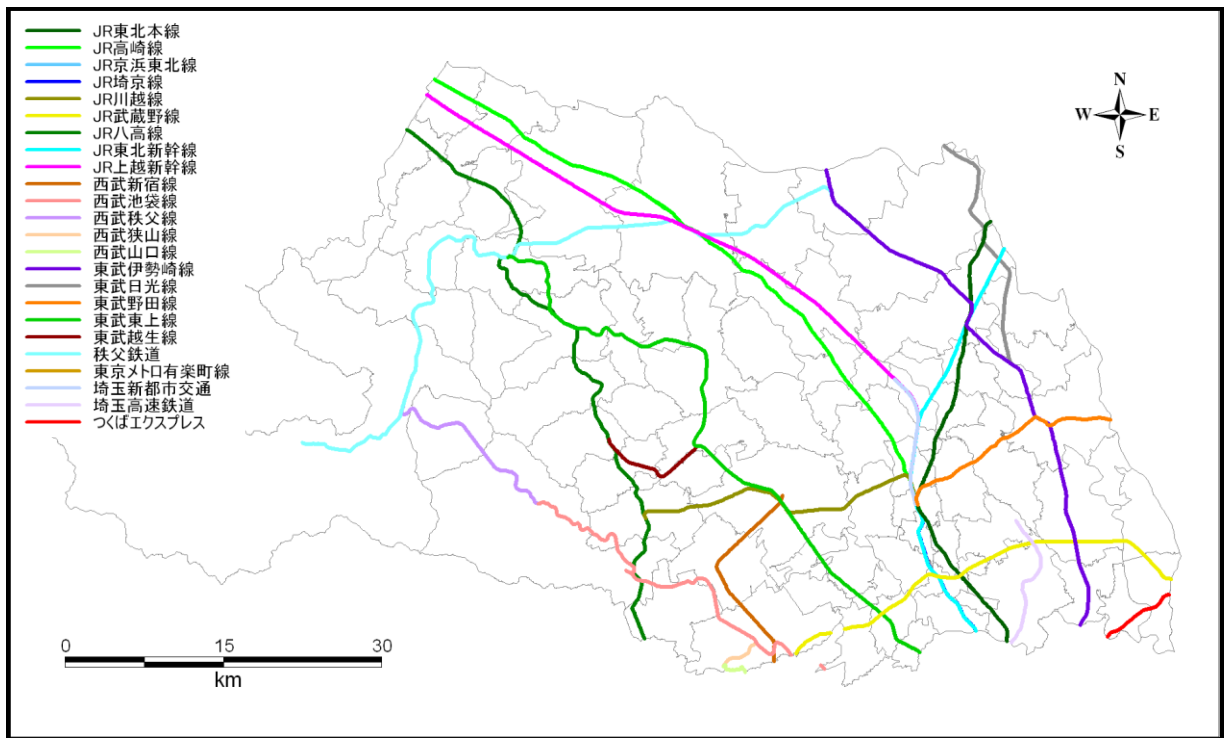 JR東北本線
JR高崎線
JR京浜東北線
JR埼京線
JR川越線
JR武蔵野線
JR八高線
JR東北新幹線
JR上越新幹線
西武新宿線
西武池袋線
西武秩父線
西武狭山線
西武山口線
東武伊勢崎線
東武日光線
東武野田線
東武東上線
東武越生線
秩父鉄道
東京メトロ有楽町線
埼玉新都市交通
埼玉高速鉄道
つくばエクスプレス
N
W E
S
0 15 30
km